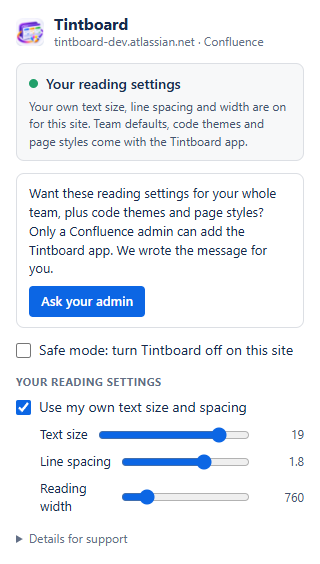 Tintboard
tintboard-dev.atlassian.net · Confluence
Your reading settings
Your own text size, line spacing and width are on
for this site. Team defaults, code themes and
page styles come with the Tintboard app.
Want these reading settings for your whole
team, plus code themes and page styles?
Only a Confluence admin can add the
Tintboard app. We wrote the message for
you.
Ask your admin
Safe mode: turn Tintboard off on this site
YOUR READING SETTINGS
Use my own text size and spacing
Text size 19
Line spacing 1.8
Reading
width 760
Details for support